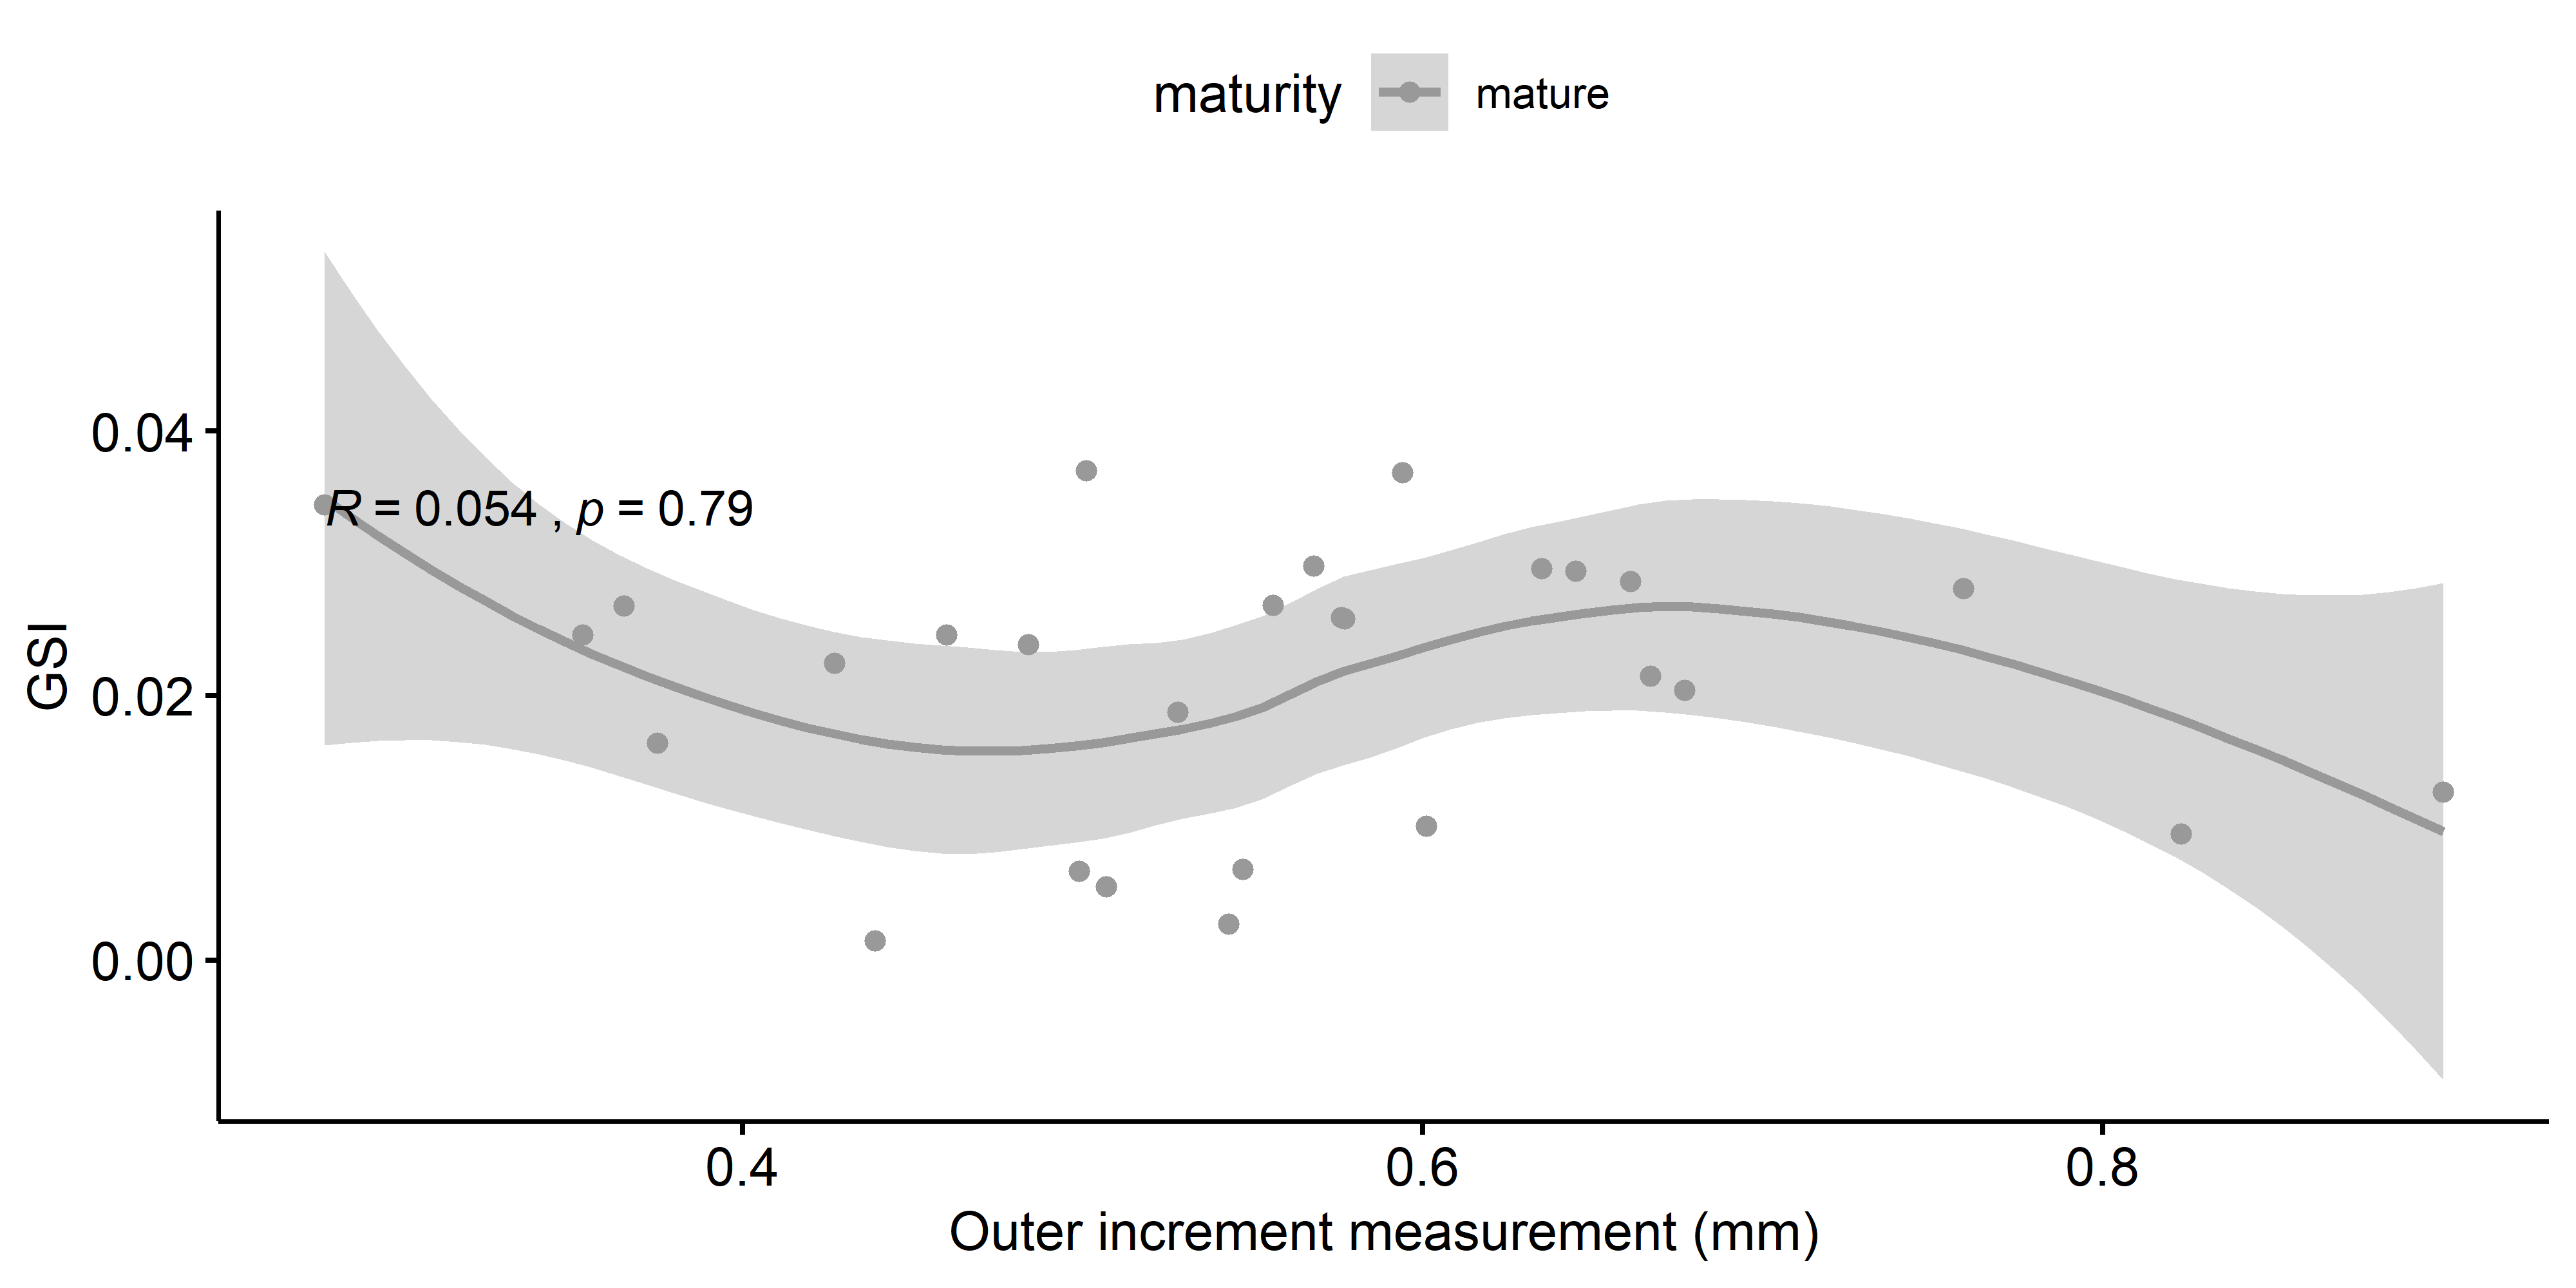 maturity mature
0.04
R = 0.054 , p = 0.79
GSI
0.02
0.00
0.4 0.6 0.8
Outer increment measurement (mm)